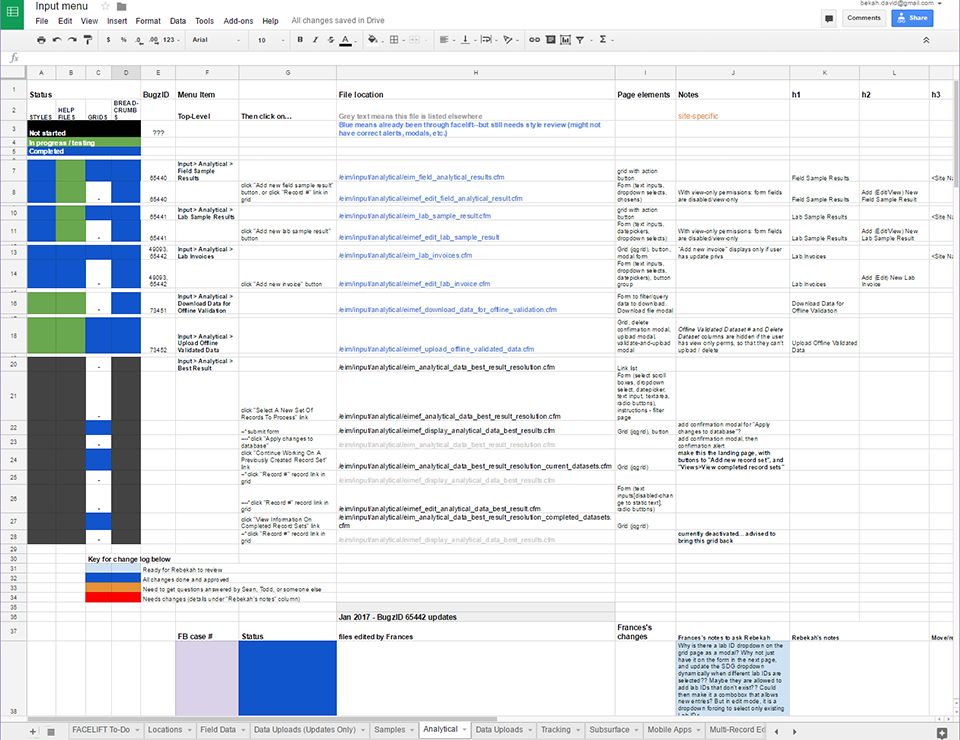 Input menu
bekah.david@gmail.com
File Edit View Insert Format Data Tools Add-ons Help All changes saved in Drive
Comments Share
$ % .0 .00 123 Arial 10 B I S A
fx
A B C D E F G H I J K L
1 Status BugzID Menu Item File location Page elements Notes h1 h2 h3
2 STYLES HELP FILES GRIDS BREAD-CRUMBS Top-Level Then click on... Grey text means this file is listed elsewhere site-specific
3 Not started ??? Blue means already been through facelift--but still needs style review (might not
have correct alerts, modals, etc.)
4 In progress / testing
5 Completed
7 65440 Input > Analytical > Field Sample Results /eim/input/analytical/eim_field_analytical_results.cfm grid with action button Field Sample Results <Site Na
8 - 65440 click "Add new field sample result" button, or click "Record #" link in grid /eim/input/analytical/eimef_edit_field_analytical_result.cfm Form (text inputs, dropdown selects, chosens) With view-only permissions: form fields are disabled/view-only Field Sample Results Add (Edit/View) New Field Sample Result
10 65441 Input > Analytical > Lab Sample Results /eim/input/analytical/eim_lab_sample_result.cfm grid with action button Lab Sample Results <Site Na
11 - 65441 click "Add new lab sample result" button /eim/input/analytical/eimef_edit_lab_sample_result Form (text inputs, datepickers, dropdown selects) With view-only permissions: form fields are disabled/view-only Lab Sample Results Add (Edit/View) New Lab Sample Result
13 49093, 65442 Input > Analytical > Lab Invoices /eim/input/analytical/eim_lab_invoices.cfm Grid (jqgrid), button, modal form "Add new invoice" displays only if user has update privs Lab Invoices <Site Na
14 - 49093, 65442 click "Add new invoice" button /eim/input/analytical/eimef_edit_lab_invoice.cfm Form (text inputs, dropdown selects, datepickers), button group Lab Invoices Add (Edit) New Lab Invoice
16 - 73451 Input > Analytical > Download Data for Offline Validation /eim/input/analytical/eimef_download_data_for_offline_validation.cfm Form to filter/query data to download. Download file modal Download Data for Offline Validation
18 73452 Input > Analytical > Upload Offline Validated Data /eim/input/analytical/eimef_upload_offline_validated_data.cfm Grid, delete confirmation modal, upload modal, validate-and-upload modal Offline Validated Dataset # and Delete Dataset columns are hidden if the user has view only perms, so that they can't upload / delete Upload Offline Validated Data
20 - Input > Analytical > Best Result /eim/input/analytical/eim_analytical_data_best_result_resolution.cfm Link list
21 - click "Select A New Set Of Records To Process" link /eim/input/analytical/eimef_analytical_data_best_result_resolution.cfm Form (select scroll boxes, dropdown select, datepicker, text input, textarea, radio buttons), instructions - filter page
22 --^submit form /eim/input/analytical/eimef_display_analytical_data_best_results.cfm Grid (jqgrid), button add confirmation modal for "Apply changes to database"?
23 - ----^click "Apply changes to database" /eim/input/analytical/eim_analytical_data_best_result_resolution.cfm add confirmation modal, then confirmation alert
24 click "Continue Working On A Previously Created Record Set" link /eim/input/analytical/eim_analytical_data_best_result_resolution_current_datasets.cfm Grid (jqgrid) make this the landing page, with buttons to "Add new record set", and "Views>View completed record sets"
25 - --^click "Record #" record link in grid /eim/input/analytical/eimef_display_analytical_data_best_results.cfm
26 - ----^click "Record #" record link in grid /eim/input/analytical/eimef_edit_analytical_data_best_result.cfm Form (text inputs[disabled-change to static text], radio buttons)
27 click "View Information On Completed Record Sets" link /eim/input/analytical/eim_analytical_data_best_result_resolution_completed_datasets.cfm Grid (jqgrid)
28 - --^click "Record #" record link in grid /eim/input/analytical/eimef_display_analytical_data_best_results.cfm currently deactivated... advised to bring this grid back
29
30 Key for change log below
31 Ready for Rebekah to review
32 All changes done and approved
33 Need to get questions answered by Sean, Todd, or someone else
34 Needs changes (details under "Rebekah's notes" column)
35
36 Jan 2017 - BugzID 65442 updates
37 FB case # Status files edited by Frances Frances's changes Frances's notes to ask Rebekah Rebekah's notes Move/re
38 Why is there a lab ID dropdown on the grid page as a modal? Why not just have it on the form in the next page, and update the SDG dropdown dynamically when different lab IDs are selected?? Maybe they are allowed to add lab IDs that don't exist?? Could then make it a combobox that allows new entries? But in edit mode, it is a dropdown forcing to select only existing
FACELIFT To-Do Locations Field Data Data Uploads (Updates Only) Samples Analytical Data Uploads Tracking Subsurface Mobile Apps Multi-Record Ed